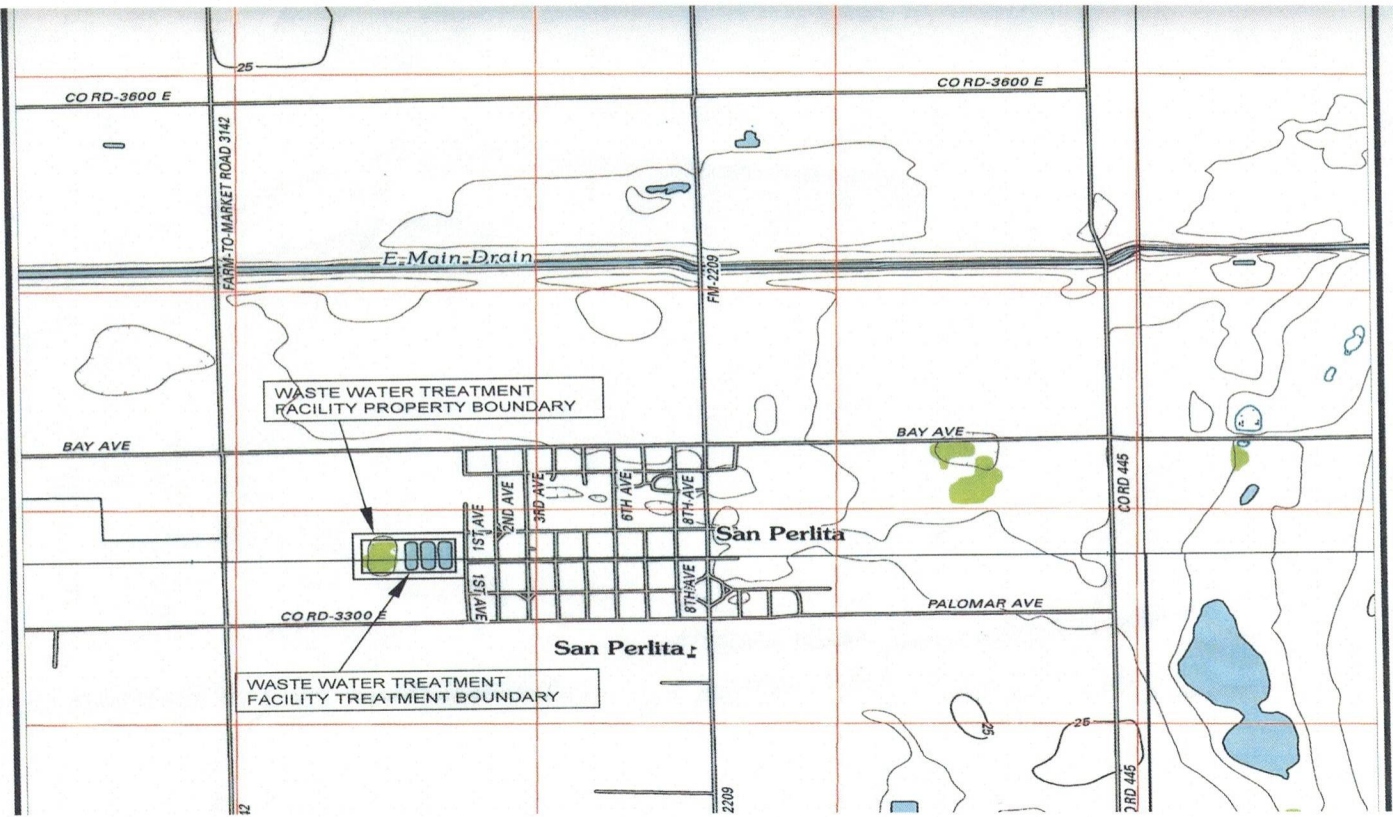 25
CO RD-3600 E
CO RD-3600 E
FARM-TO-MARKET ROAD 3142
E Main Drain
FM-2209
WASTE WATER TREATMENT
FACILITY PROPERTY BOUNDARY
BAY AVE
BAY AVE
CO RD 445
1ST AVE
2ND AVE
3RD AVE
6TH AVE
8TH AVE
San Perlita
1ST AVE
8TH AVE
CO RD-3300 E
PALOMAR AVE
San Perlita
WASTE WATER TREATMENT
FACILITY TREATMENT BOUNDARY
25
25
42
2209
RD 445